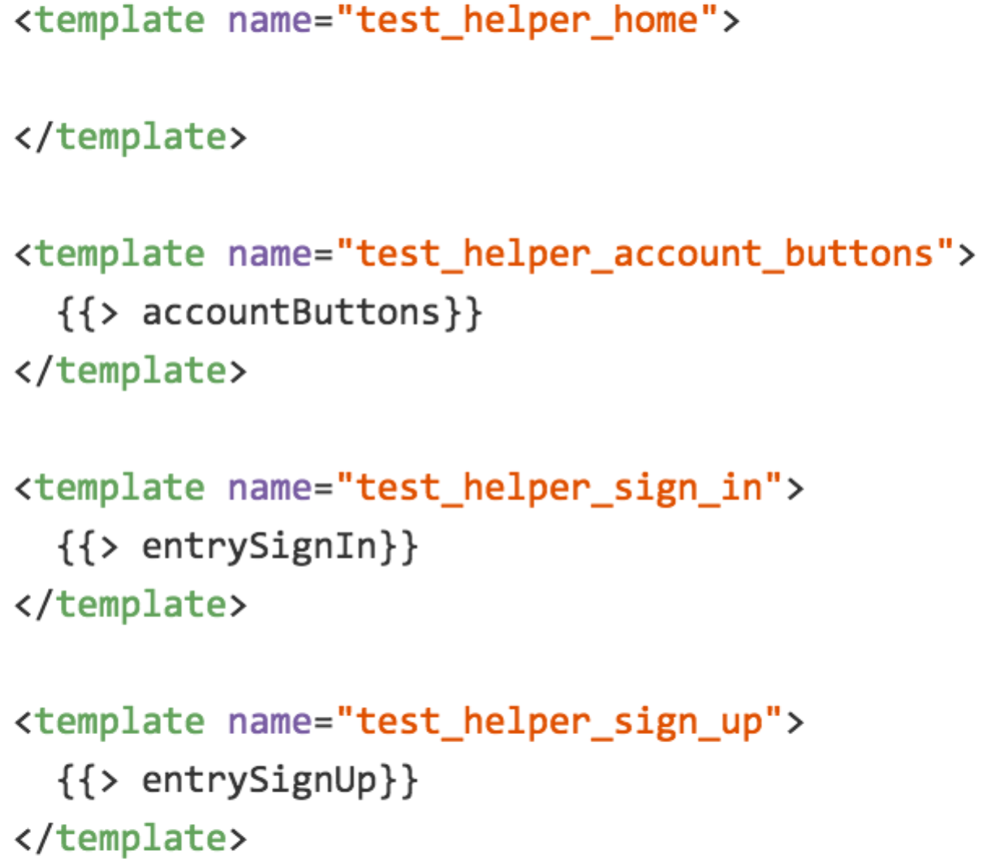 <template name="test_helper_home">
</template>
<template name="test_helper_account_buttons">
  {{> accountButtons}}
</template>
<template name="test_helper_sign_in">
  {{> entrySignIn}}
</template>
<template name="test_helper_sign_up">
  {{> entrySignUp}}
</template>